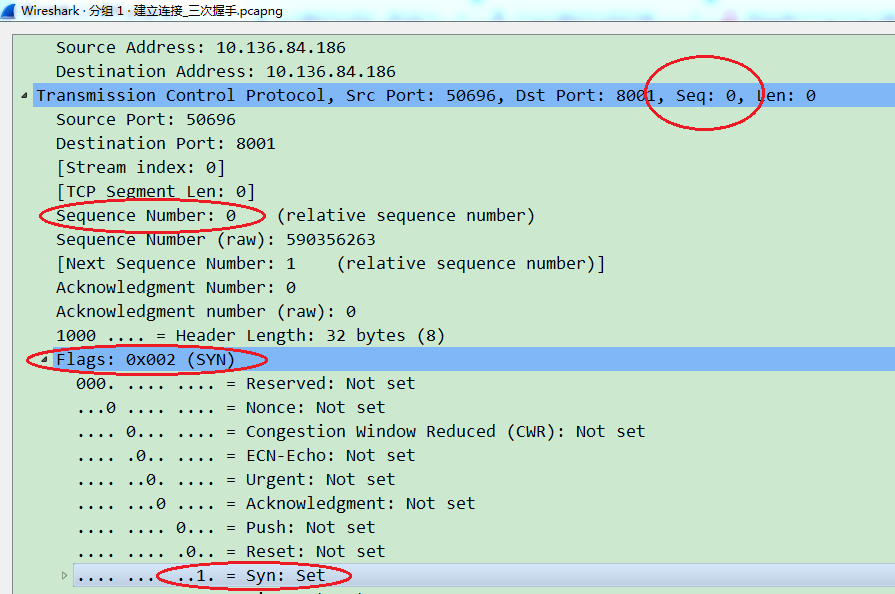 Wireshark · 分组 1 · 建立连接_三次握手.pcapng
Source Address: 10.136.84.186
Destination Address: 10.136.84.186
Transmission Control Protocol, Src Port: 50696, Dst Port: 8001, Seq: 0, Len: 0
Source Port: 50696
Destination Port: 8001
[Stream index: 0]
[TCP Segment Len: 0]
Sequence Number: 0 (relative sequence number)
Sequence Number (raw): 590356263
[Next Sequence Number: 1 (relative sequence number)]
Acknowledgment Number: 0
Acknowledgment number (raw): 0
1000 .... = Header Length: 32 bytes (8)
Flags: 0x002 (SYN)
000. .... .... = Reserved: Not set
...0 .... .... = Nonce: Not set
.... 0... .... = Congestion Window Reduced (CWR): Not set
.... .0.. .... = ECN-Echo: Not set
.... ..0. .... = Urgent: Not set
.... ...0 .... = Acknowledgment: Not set
.... .... 0... = Push: Not set
.... .... .0.. = Reset: Not set
.... .... ..1. = Syn: Set